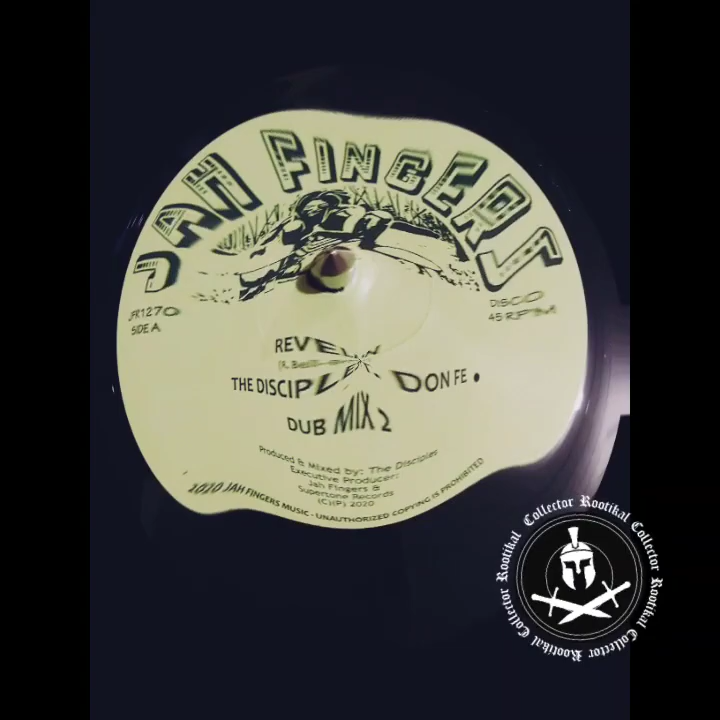 JAH FINGERS
JFR1270
SIDE A
DISCO
45 RPM
THE DISCIPLES DON FE
DUB MIX 2
Produced & Mixed by: The Disciples
Executive Producer:
Jah Fingers &
Supertone Records
(C)(P) 2020
2020 JAH FINGERS MUSIC - UNAUTHORIZED COPYING IS PROHIBITED
Collector Rootikal Collector Rootikal Collector Rootikal Collector Rootikal